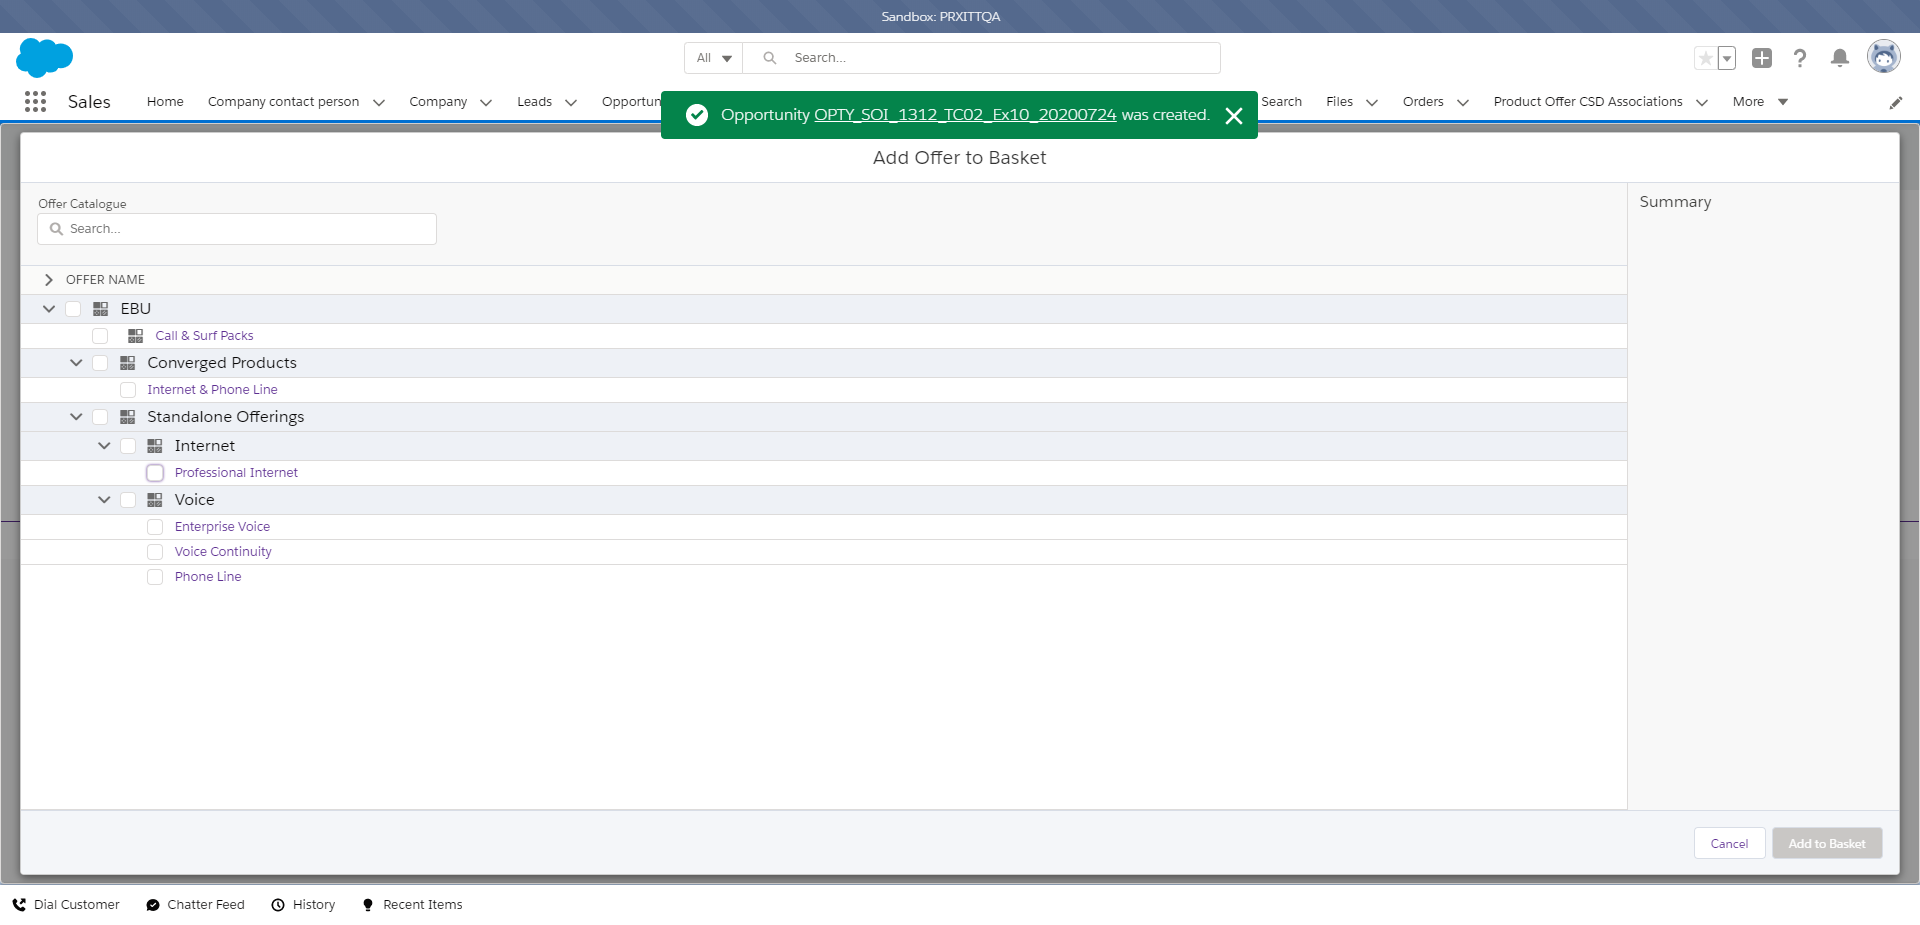 Sandbox: PRXITTQA
All
Search...
Sales
Home
Company contact person
Company
Leads
Opportun
Search
Files
Orders
Product Offer CSD Associations
More
Opportunity OPTY_SOI_1312_TC02_Ex10_20200724 was created.
Add Offer to Basket
Offer Catalogue
Search...
Summary
OFFER NAME
EBU
Call & Surf Packs
Converged Products
Internet & Phone Line
Standalone Offerings
Internet
Professional Internet
Voice
Enterprise Voice
Voice Continuity
Phone Line
Cancel
Add to Basket
Dial Customer
Chatter Feed
History
Recent Items